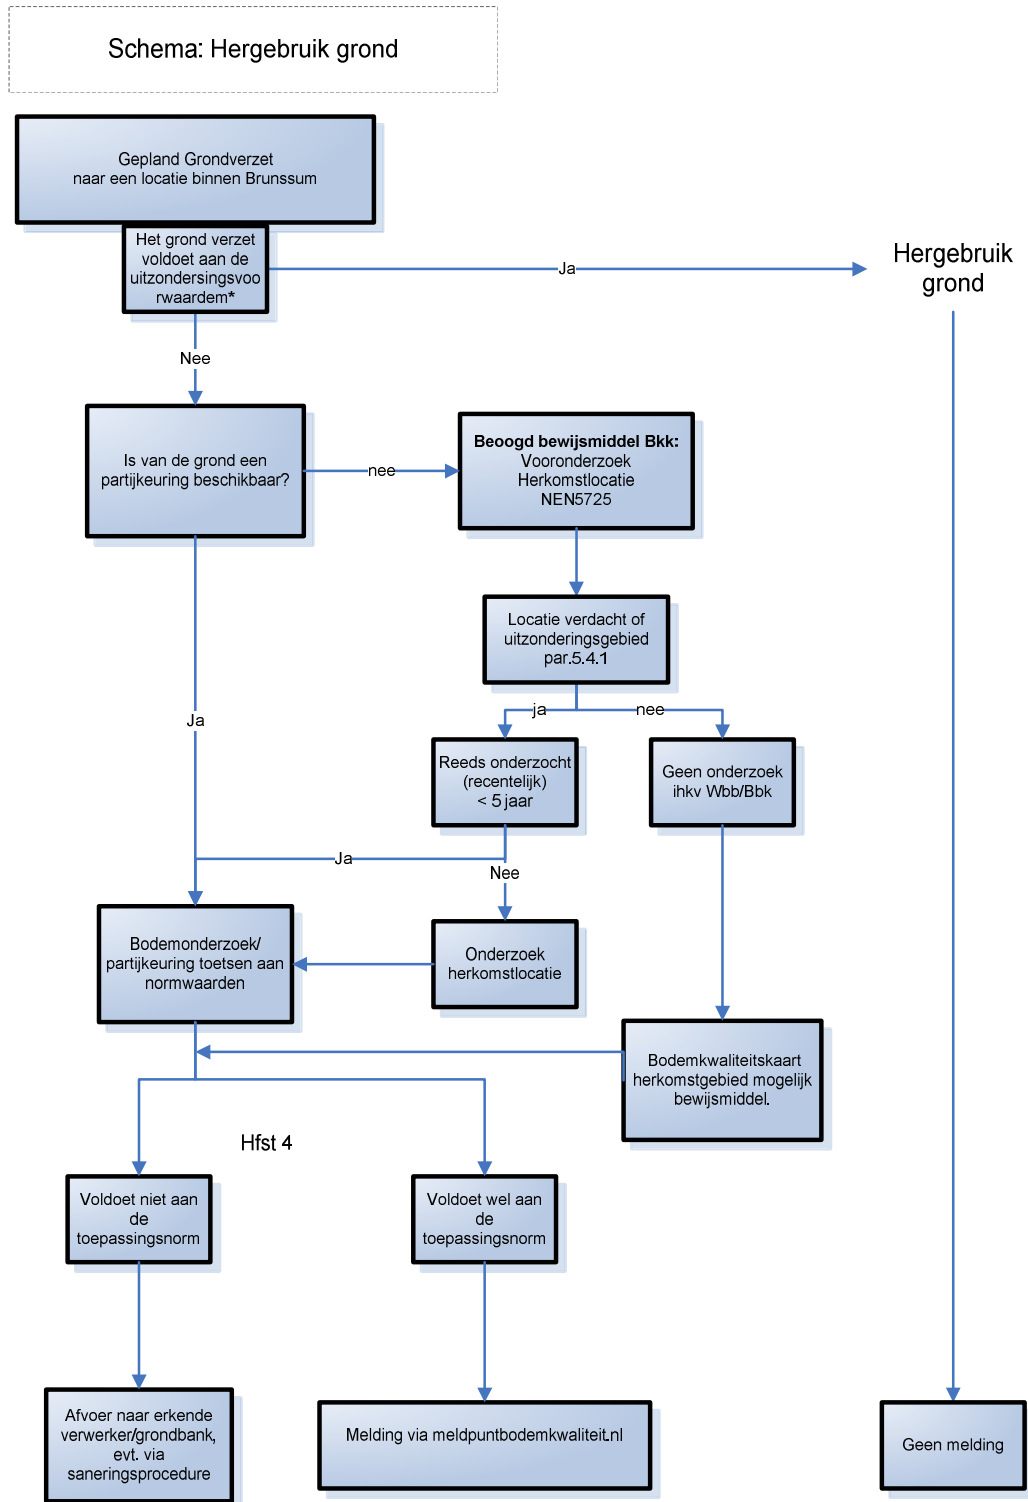 Schema: Hergebruik grond
Gepland Grondverzet
naar een locatie binnen Brunssum
Het grond verzet
voldoet aan de
uitzondersingsvoo
rwaardem*
Ja
Hergebruik
grond
Nee
Is van de grond een
partijkeuring beschikbaar?
nee
Beoogd bewijsmiddel Bkk:
Vooronderzoek
Herkomstlocatie
NEN5725
Locatie verdacht of
uitzonderingsgebied
par.5.4.1
ja
nee
Ja
Reeds onderzocht
(recentelijk)
< 5 jaar
Geen onderzoek
ihkv Wbb/Bbk
Ja
Nee
Bodemonderzoek/
partijkeuring toetsen aan
normwaarden
Onderzoek
herkomstlocatie
Bodemkwaliteitskaart
herkomstgebied mogelijk
bewijsmiddel.
Hfst 4
Voldoet niet aan
de
toepassingsnorm
Voldoet wel aan
de
toepassingsnorm
Afvoer naar erkende
verwerker/grondbank,
evt. via
saneringsprocedure
Melding via meldpuntbodemkwaliteit.nl
Geen melding